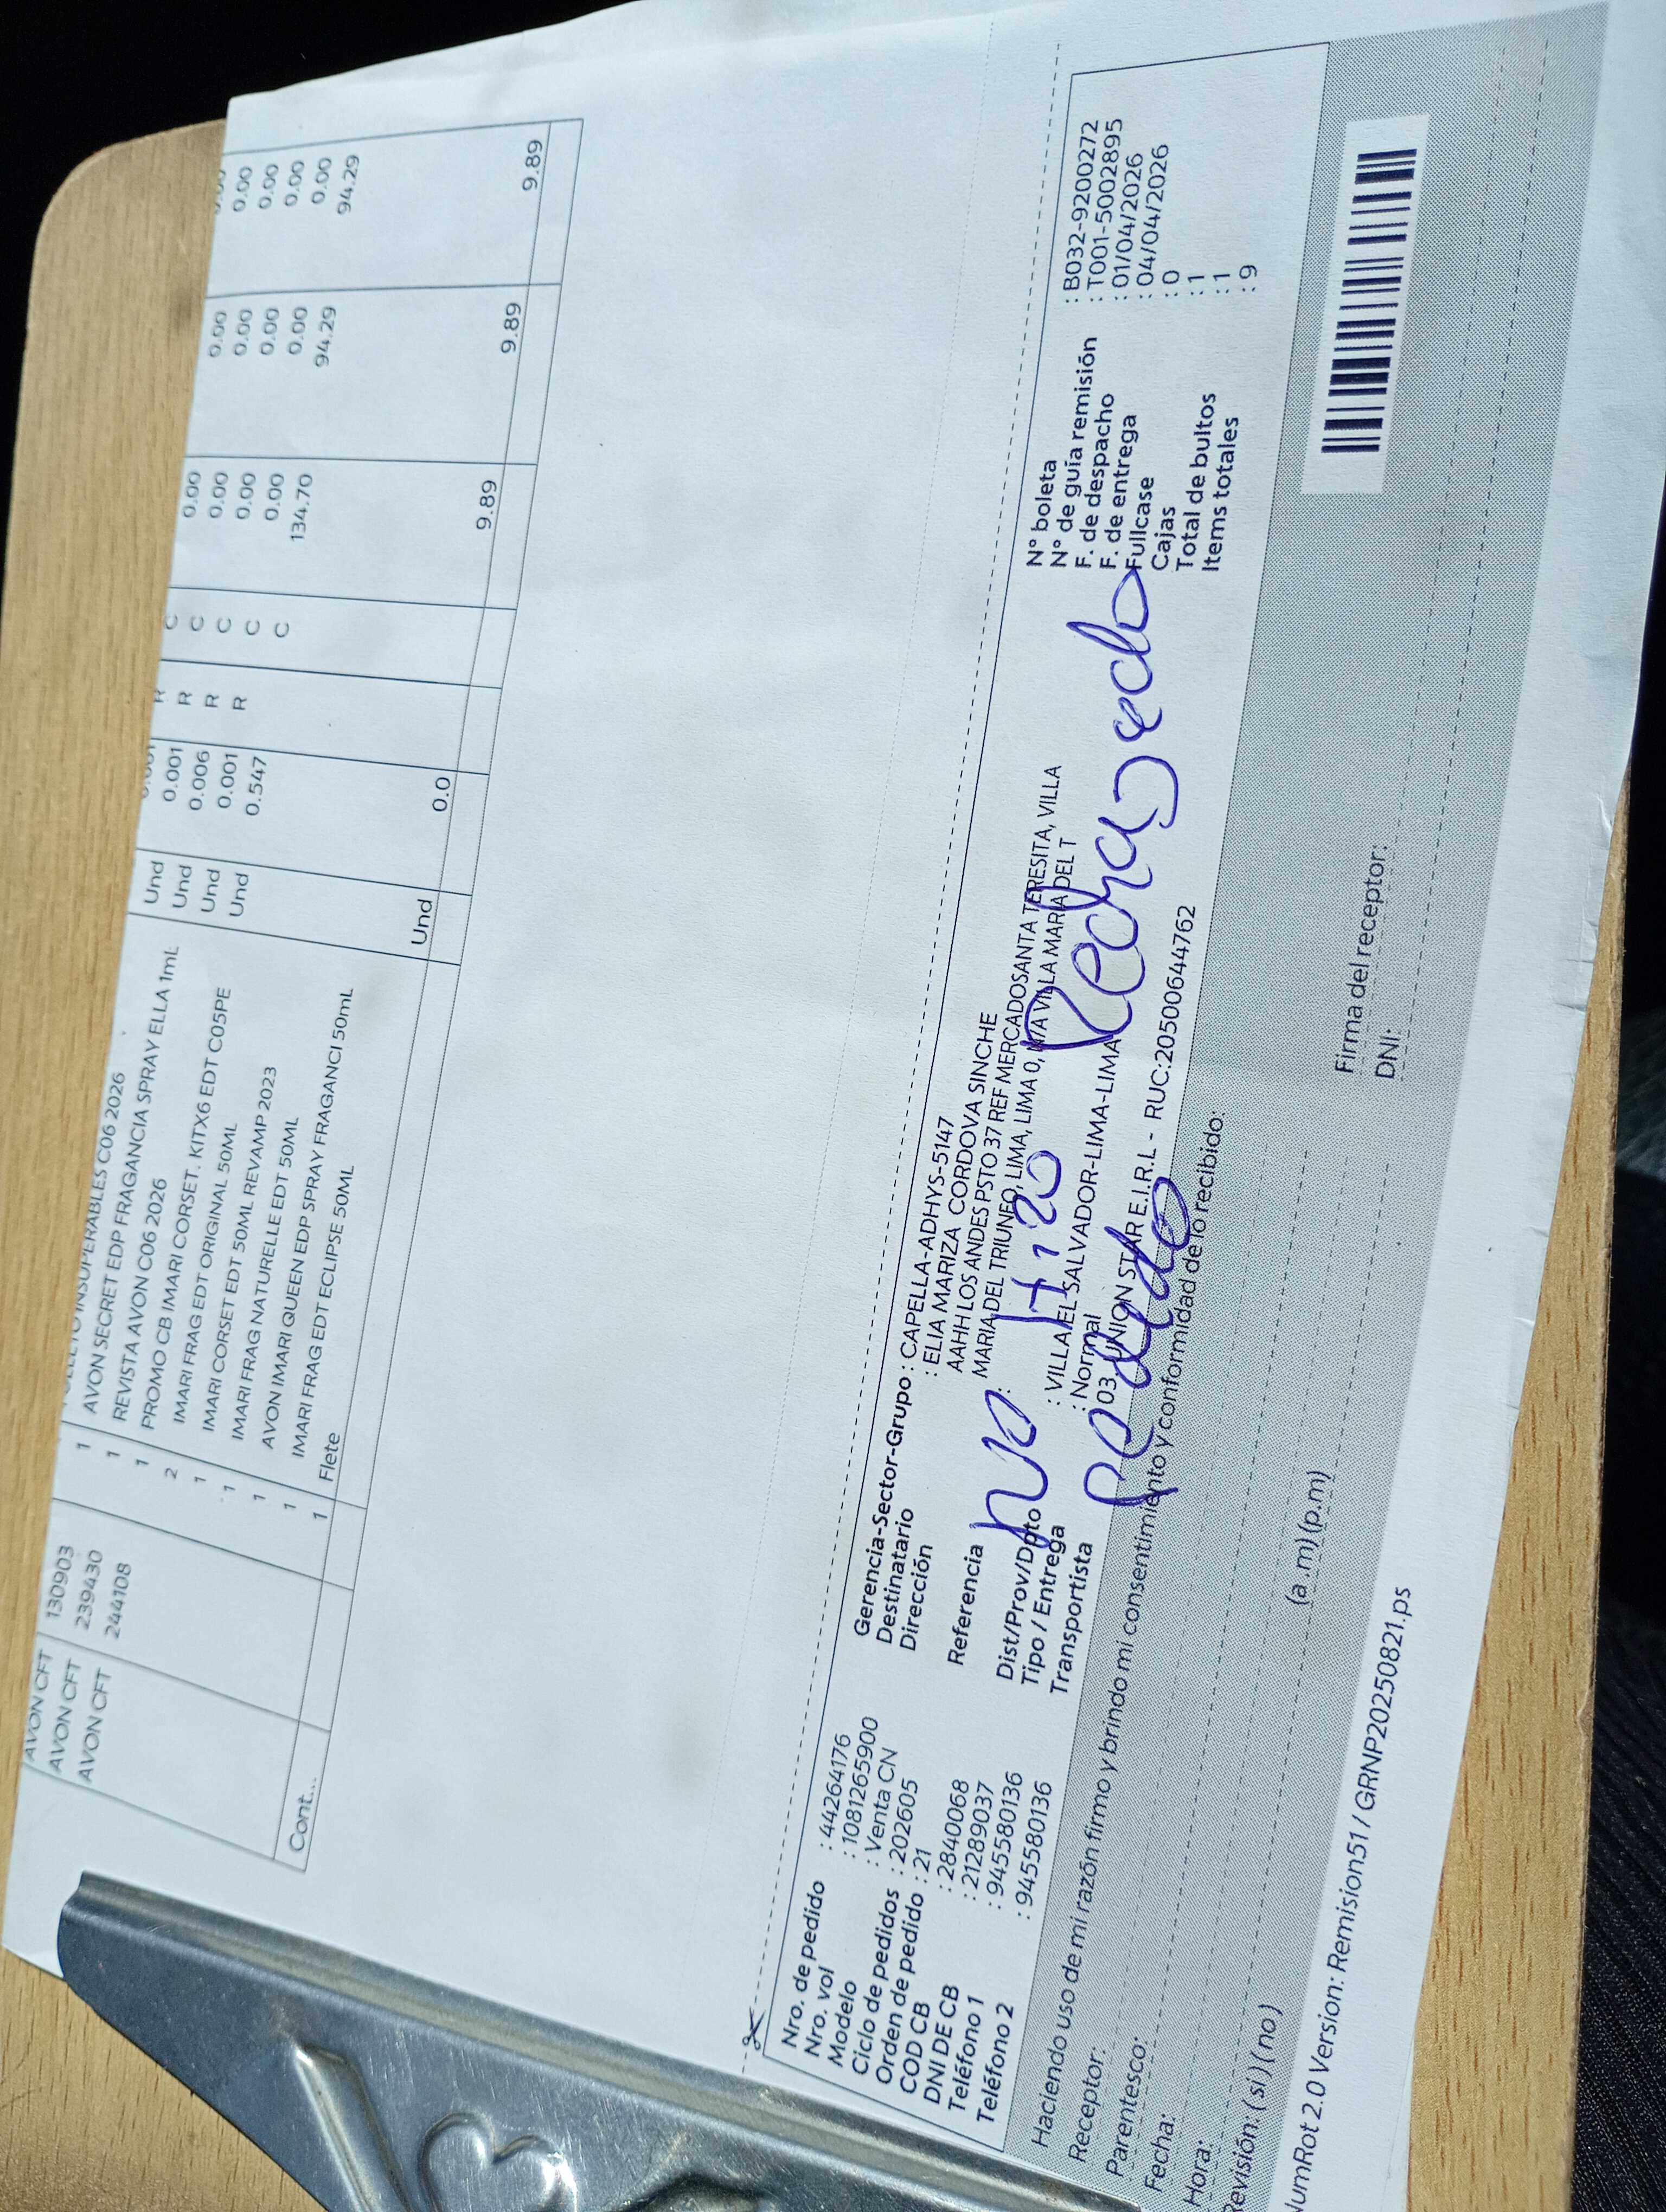 AVON CFT 130903 1 AVON SECRET EDP FRAGANCIA SPRAY ELLA 1mL Und 0.001 R C 0.00 0.00 0.00
AVON CFT 239430 1 REVISTA AVON C06 2026 Und 0.006 R C 0.00 0.00 0.00
AVON CFT 244108 1 PROMO CB IMARI CORSET. KITX6 EDT C05PE Und 0.001 R C 0.00 0.00 0.00
2 IMARI FRAG EDT ORIGINAL 50ML Und 0.547 R C 0.00 0.00 0.00
1 IMARI CORSET EDT 50ML REVAMP 2023 C 134.70 94.29 94.29
1 IMARI FRAG NATURELLE EDT 50ML
1 AVON IMARI QUEEN EDP SPRAY FRAGANCI 50mL
1 IMARI FRAG EDT ECLIPSE 50ML
1 Flete Und 0.0 9.89 9.89 9.89
Cont...
Nro. de pedido : 44264176
Nro. vol : 1081265900
Modelo : Venta CN
Ciclo de pedidos : 202605
Orden de pedido : 21
COD CB : 2840068
DNI DE CB : 21289037
Teléfono 1 : 945580136
Teléfono 2 : 945580136
Gerencia-Sector-Grupo : CAPELLA-ADHYS-5147
Destinatario : ELIA MARIZA CORDOVA SINCHE
Dirección AAHH LOS ANDES PSTO 37 REF MERCADOSANTA TERESITA, VILLA
MARIA DEL TRIUNFO, LIMA, LIMA 0, VILLA MARIA DEL T
Referencia :
Dist/Prov/Dpto : VILLA EL SALVADOR-LIMA-LIMA
Tipo / Entrega : Normal
Transportista 03 UNION STAR E.I.R.L - RUC:20500644762
N° boleta : B032-9200272
N° de guía remisión : T001-5002895
F. de despacho : 01/04/2026
F. de entrega : 04/04/2026
Fullcase : 0
Cajas : 1
Total de bultos : 1
Items totales : 9
pedido
Haciendo uso de mi razón firmo y brindo mi consentimiento y conformidad de lo recibido:
Receptor:
Parentesco:
Fecha:
Hora: (a.m) (p.m)
Revisión: (si) (no)
Firma del receptor:
DNI:
NumRot 2.0 Version: Remision51 / GRNP20250821.ps